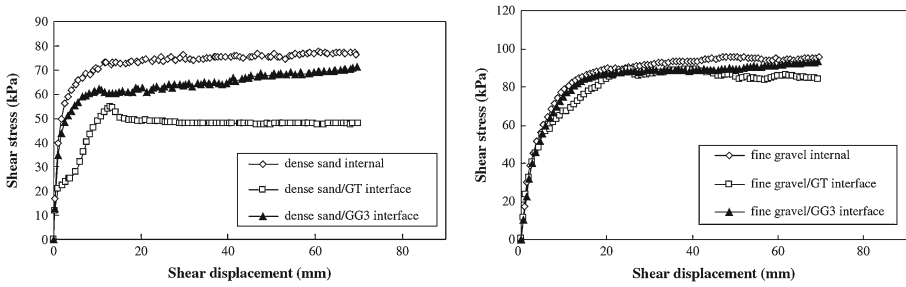 90
80
70
60
50
40
30
20
10
0
Shear stress (kPa)
dense sand internal
dense sand/GT interface
dense sand/GG3 interface
0 20 40 60 80
Shear displacement (mm)
120
100
80
60
40
20
0
Shear stress (kPa)
fine gravel internal
fine gravel/GT interface
fine gravel/GG3 interface
0 20 40 60 80
Shear displacement (mm)